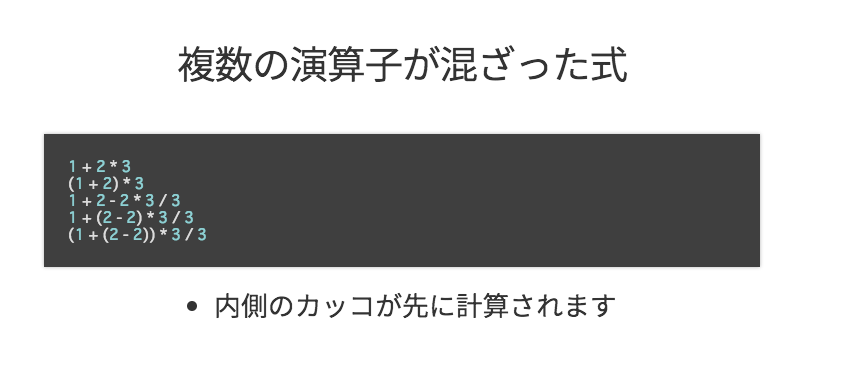 複数の演算子が混ざった式
1 + 2 * 3
(1 + 2) * 3
1 + 2 - 2 * 3 / 3
1 + (2 - 2) * 3 / 3
(1 + (2 - 2)) * 3 / 3
• 内側のカッコが先に計算されます